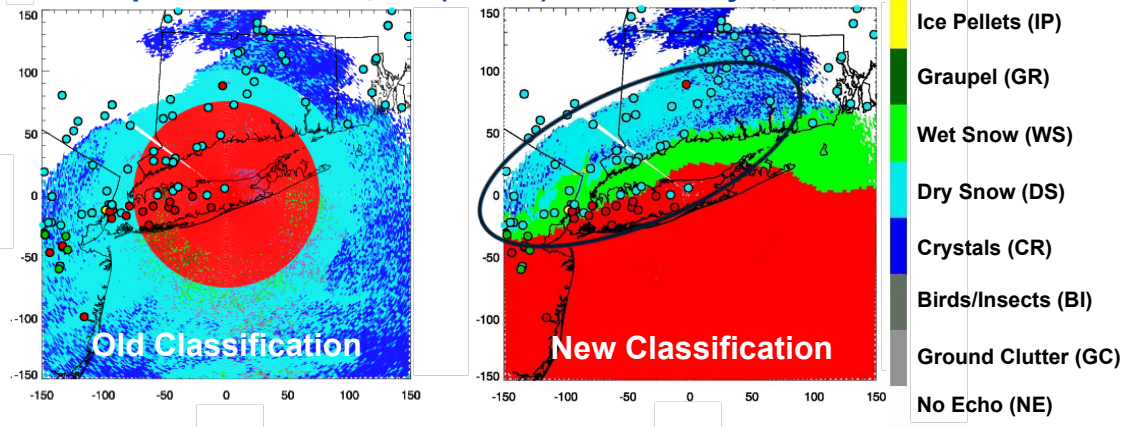 150
100
50
0
-50
-100
-150
-150 -100 -50 0 50 100 150
Old Classification
150
100
50
0
-50
-100
-150
-150 -100 -50 0 50 100 150
New Classification
Ice Pellets (IP)
Graupel (GR)
Wet Snow (WS)
Dry Snow (DS)
Crystals (CR)
Birds/Insects (BI)
Ground Clutter (GC)
No Echo (NE)